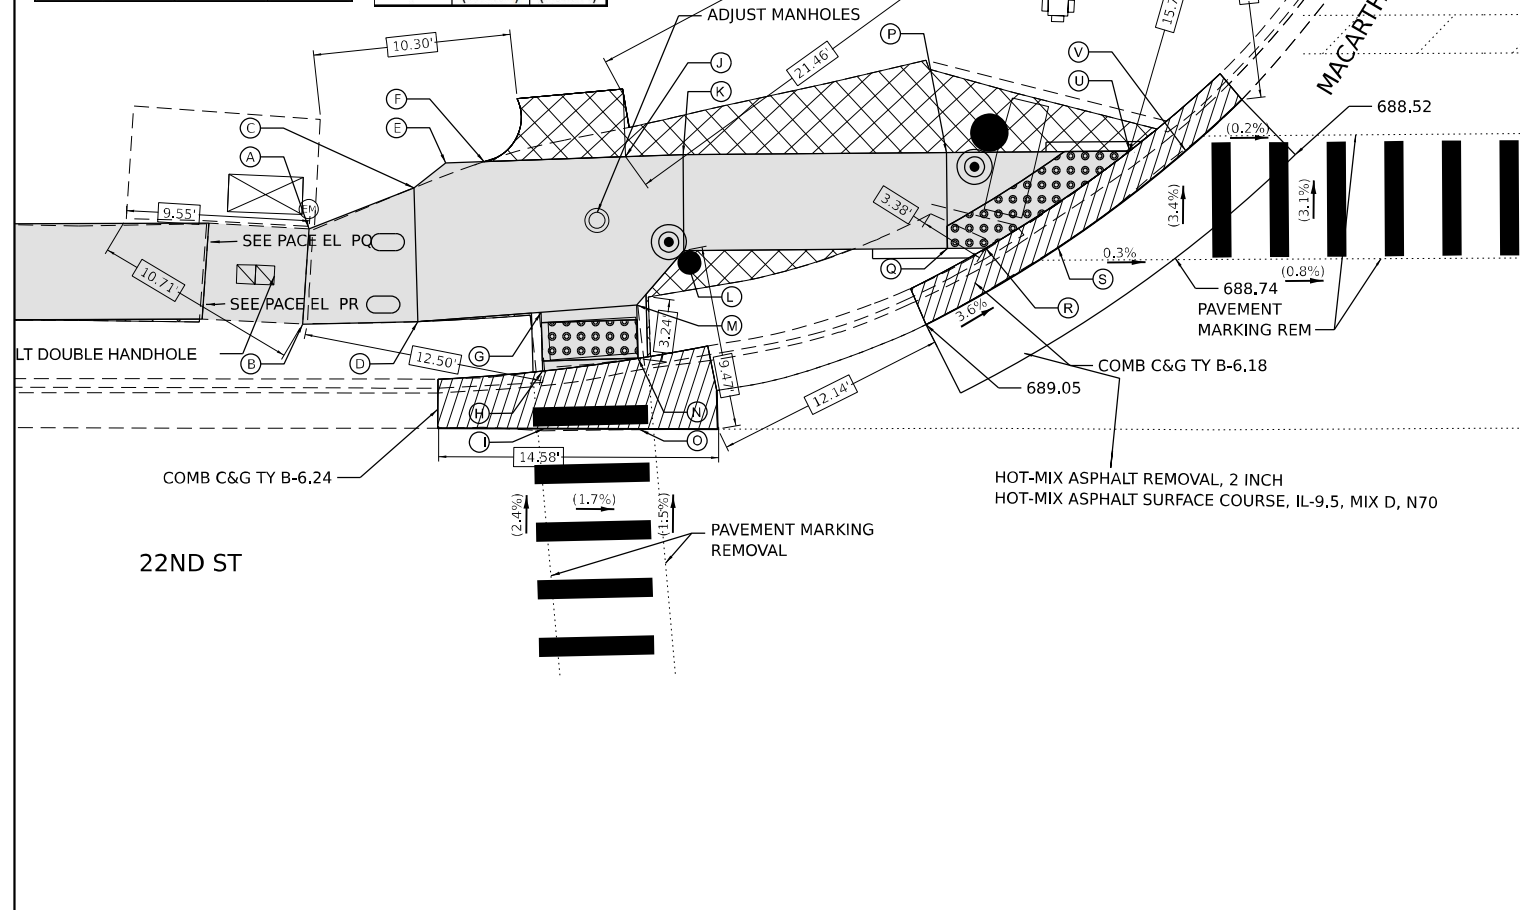 ADJUST MANHOLES
10.30'
21.46'
15.7
MACARTH
P
V
U
J
K
F
E
C
A
688.52
(0.2%)
EM
9.55'
3.38'
(3.4%)
(3.1%)
SEE PACE EL PQ
10.71'
SEE PACE EL PR
Q
S
R
0.3%
(0.8%)
688.74
PAVEMENT
MARKING REM
L
M
3.24'
3.6%
LT DOUBLE HANDHOLE
B
D
12.50'
G
9.47'
COMB C&G TY B-6.18
12.14'
689.05
H
N
I
O
14.58'
COMB C&G TY B-6.24
HOT-MIX ASPHALT REMOVAL, 2 INCH
HOT-MIX ASPHALT SURFACE COURSE, IL-9.5, MIX D, N70
(2.4%)
(1.7%)
(1.5%)
PAVEMENT MARKING
REMOVAL
22ND ST